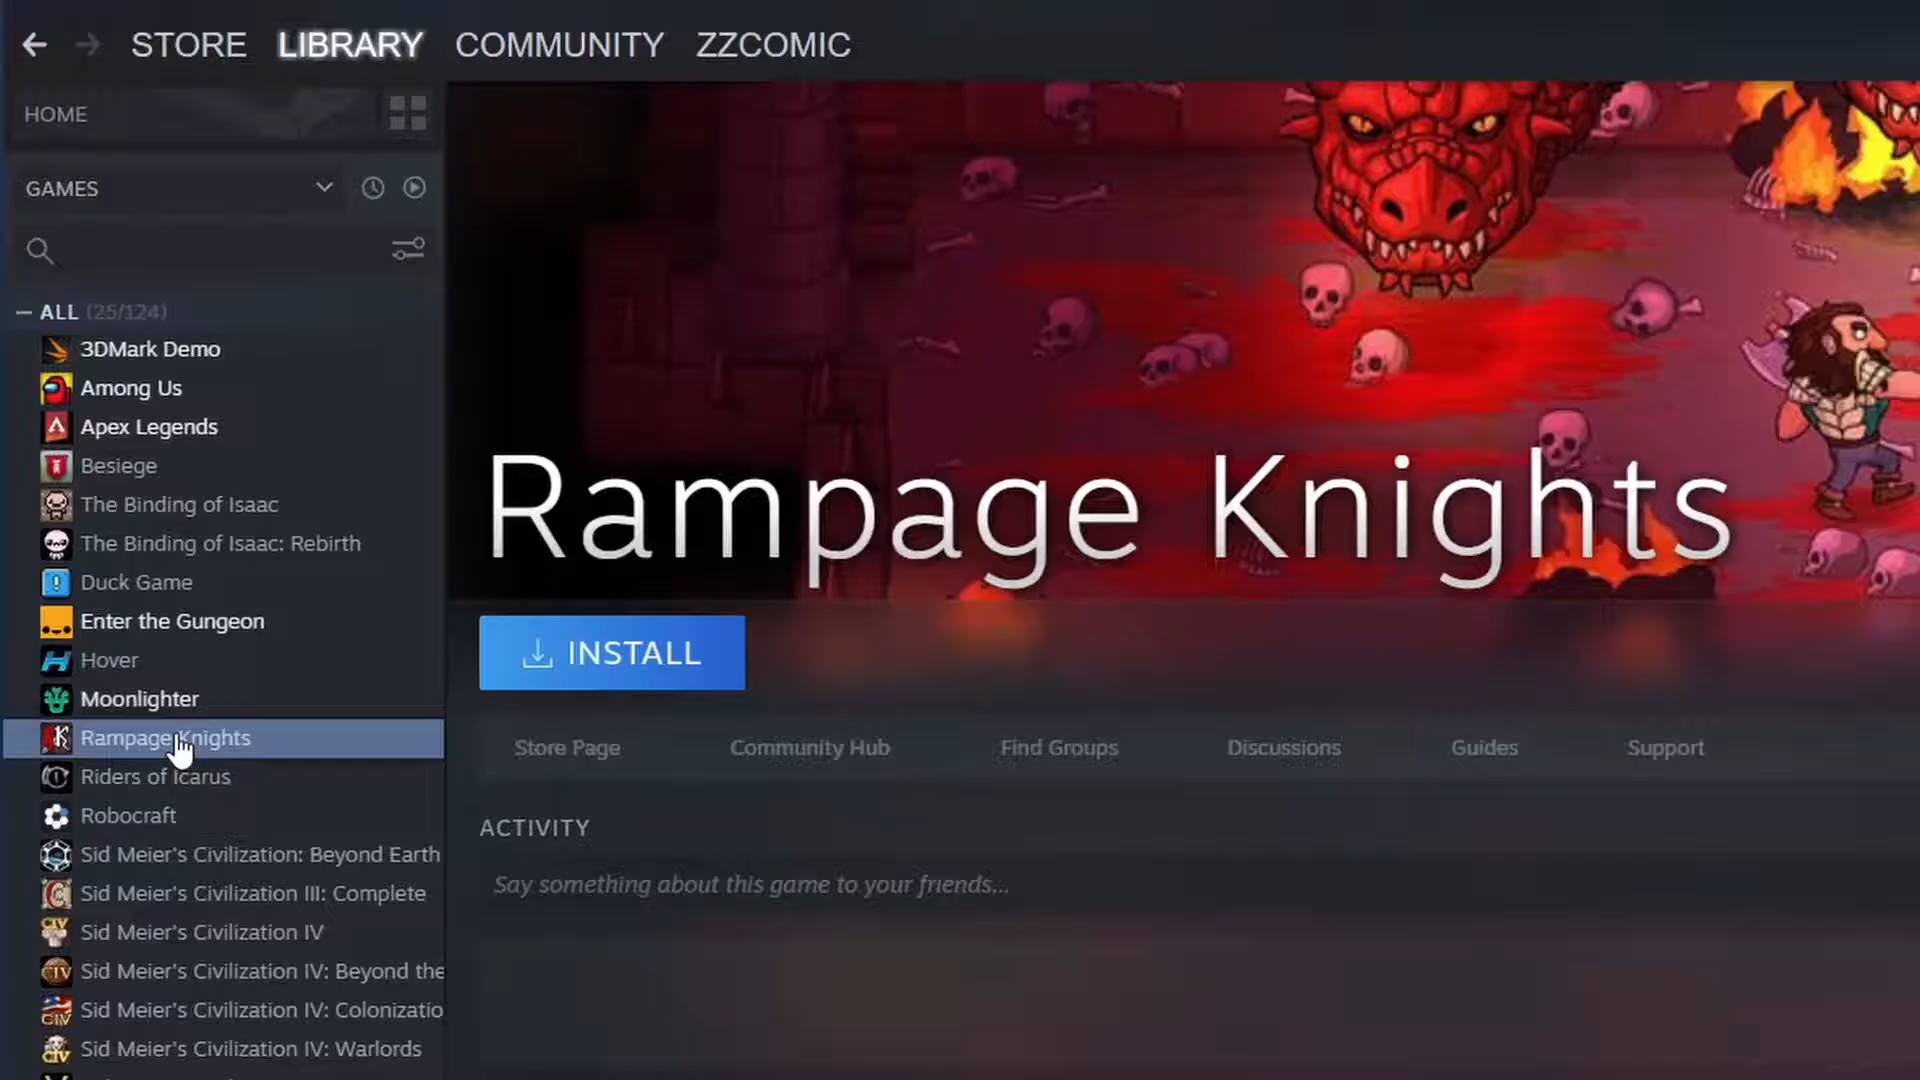 STORE LIBRARY COMMUNITY ZZCOMIC
HOME
GAMES
ALL (25/124)
3DMark Demo
Among Us
Apex Legends
Besiege
The Binding of Isaac
The Binding of Isaac: Rebirth
Duck Game
Enter the Gungeon
Hover
Moonlighter
Rampage Knights
Riders of Icarus
Robocraft
Sid Meier's Civilization: Beyond Earth
Sid Meier's Civilization III: Complete
Sid Meier's Civilization IV
Sid Meier's Civilization IV: Beyond the
Sid Meier's Civilization IV: Colonizatio
Sid Meier's Civilization IV: Warlords
Rampage Knights
INSTALL
Store Page Community Hub Find Groups Discussions Guides Support
ACTIVITY
Say something about this game to your friends...